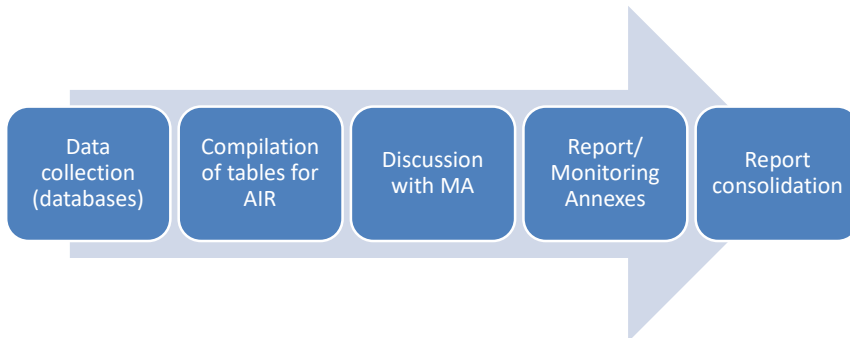 Data
collection
(databases)
Compilation
of tables for
AIR
Discussion
with MA
Report/
Monitoring
Annexes
Report
consolidation